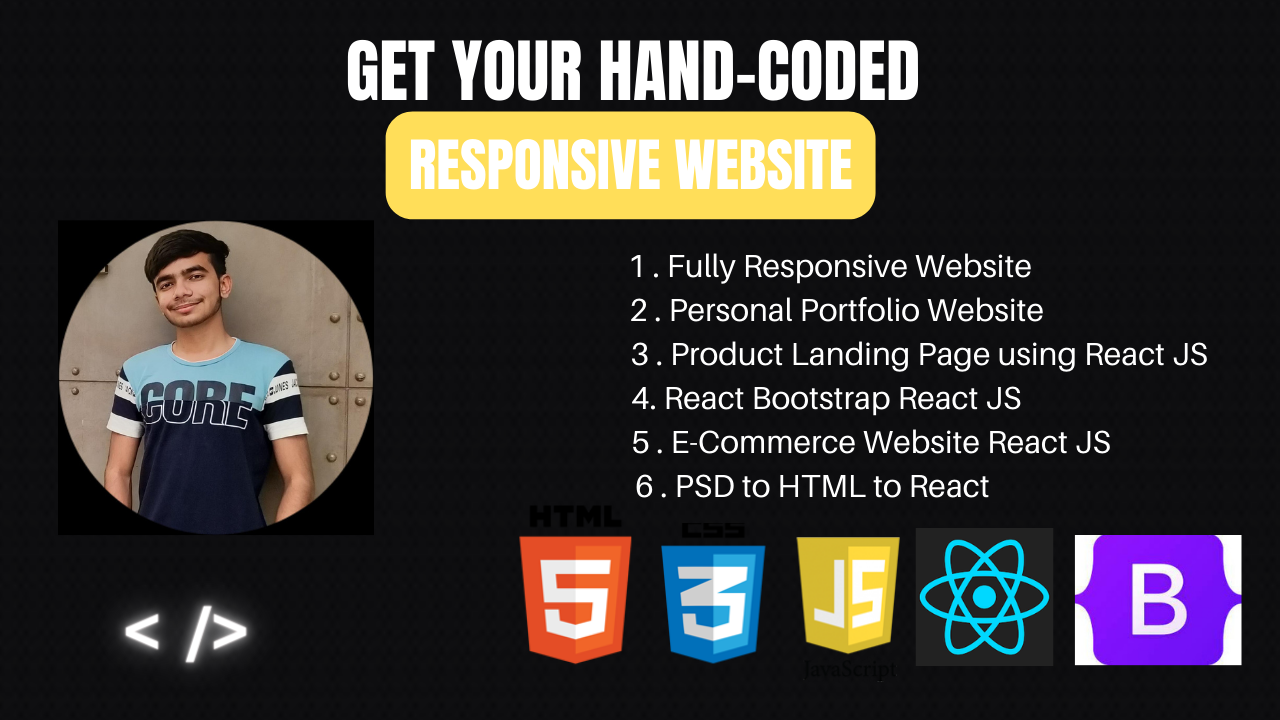 GET YOUR HAND-CODED
RESPONSIVE WEBSITE
1 . Fully Responsive Website
2 . Personal Portfolio Website
3 . Product Landing Page using React JS
4. React Bootstrap React JS
5 . E-Commerce Website React JS
6 . PSD to HTML to React
CORE
HTML
5
CSS
3
JS
JavaScript
B
< />